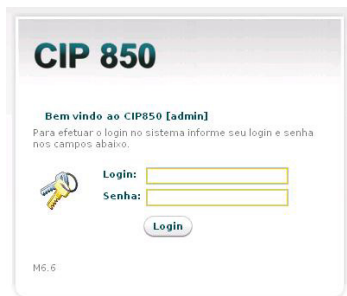 CIP 850
Bem vindo ao CIP850 [admin]
Para efetuar o login no sistema informe seu login e senha
nos campos abaixo.
Login:
Senha:
Login
M6.6